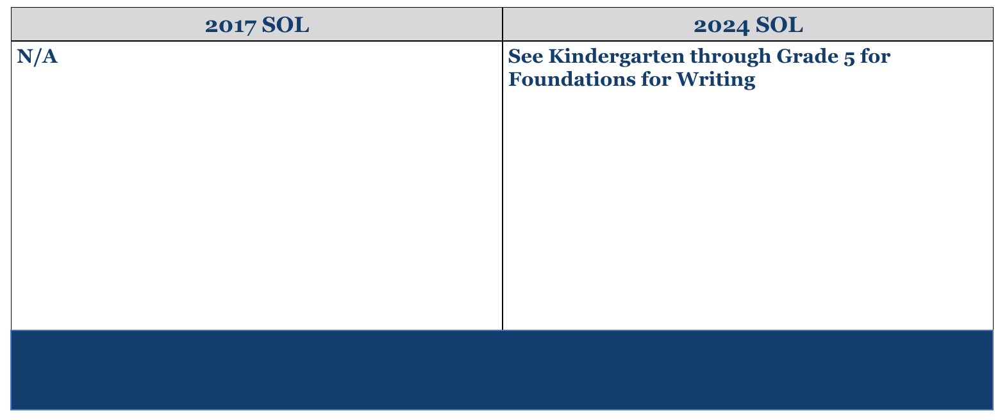 2017 SOL
2024 SOL
N/A
See Kindergarten through Grade 5 for
Foundations for Writing